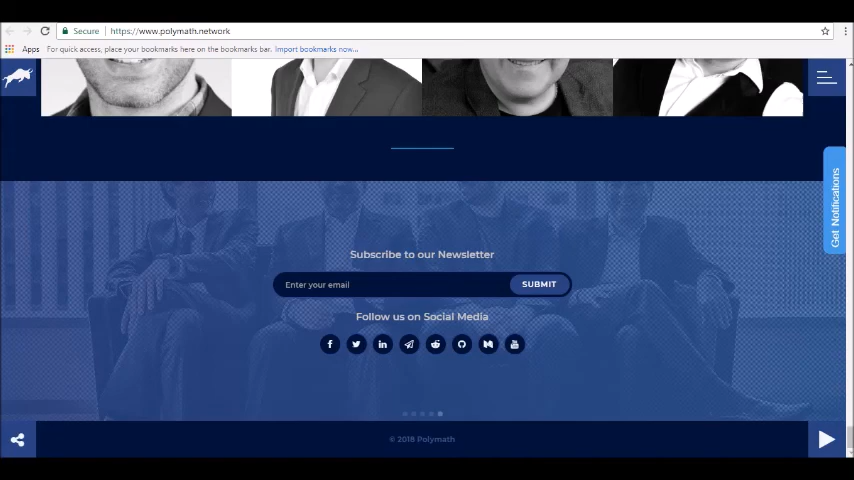 Secure
https://www.polymath.network
Apps
For quick access, place your bookmarks here on the bookmarks bar. Import bookmarks now...
Get Notifications
Subscribe to our Newsletter
Enter your email
SUBMIT
Follow us on Social Media
© 2018 Polymath